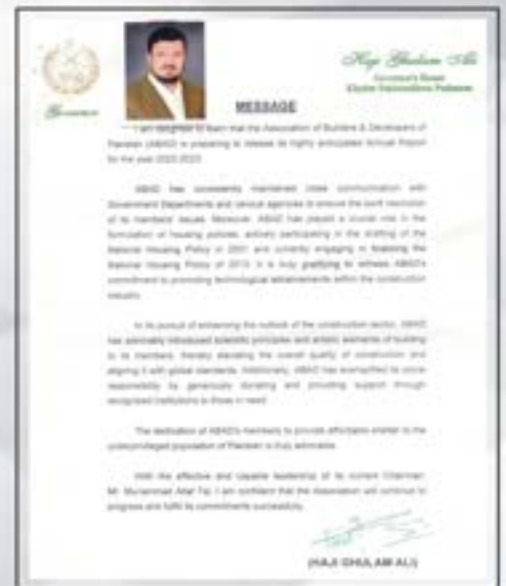 Haji Ghulam Ali
Governor's House
Khyber Pakhtunkhwa Peshawar
Governor
MESSAGE
I am delighted to learn that the Association of Builders & Developers of
Pakistan (ABAD) is preparing to release its highly anticipated Annual Report
for the year 2022-2023.
ABAD has consistently maintained close communication with
Government Departments and various agencies to ensure the swift resolution
of its members' issues. Moreover, ABAD has played a crucial role in the
formulation of housing policies, actively participating in the drafting of the
National Housing Policy in 2001 and currently engaging in finalizing the
National Housing Policy of 2013. It is truly gratifying to witness ABAD's
commitment to promoting technological advancements within the construction
industry.
In its pursuit of enhancing the outlook of the construction sector, ABAD
has admirably introduced scientific principles and artistic elements of building
to its members, thereby elevating the overall quality of construction and
aligning it with global standards. Additionally, ABAD has exemplified its social
responsibility by generously donating and providing support through
recognized institutions to those in need.
The dedication of ABAD's members to provide affordable shelter to the
underprivileged population of Pakistan is truly admirable.
With the effective and capable leadership of its current Chairman,
Mr. Muhammad Altaf Tai, I am confident that the Association will continue to
progress and fulfil its commitments successfully.
(HAJI GHULAM ALI)